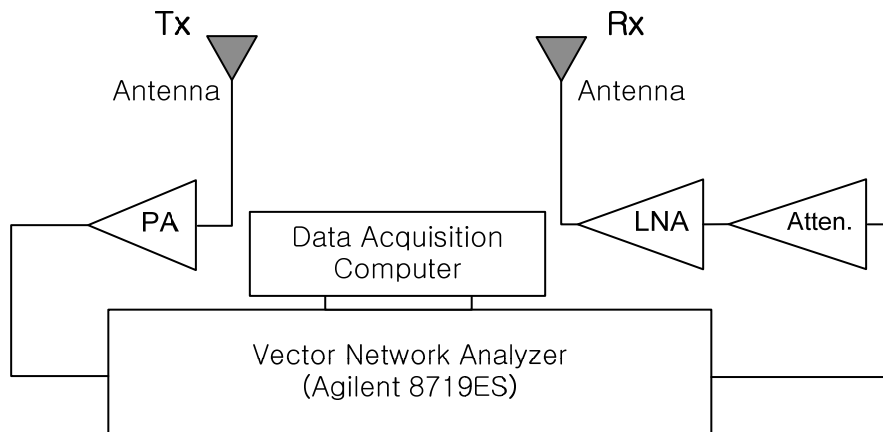 Tx
Rx
Antenna
Antenna
PA
LNA
Atten.
Data Acquisition
Computer
Vector Network Analyzer
(Agilent 8719ES)